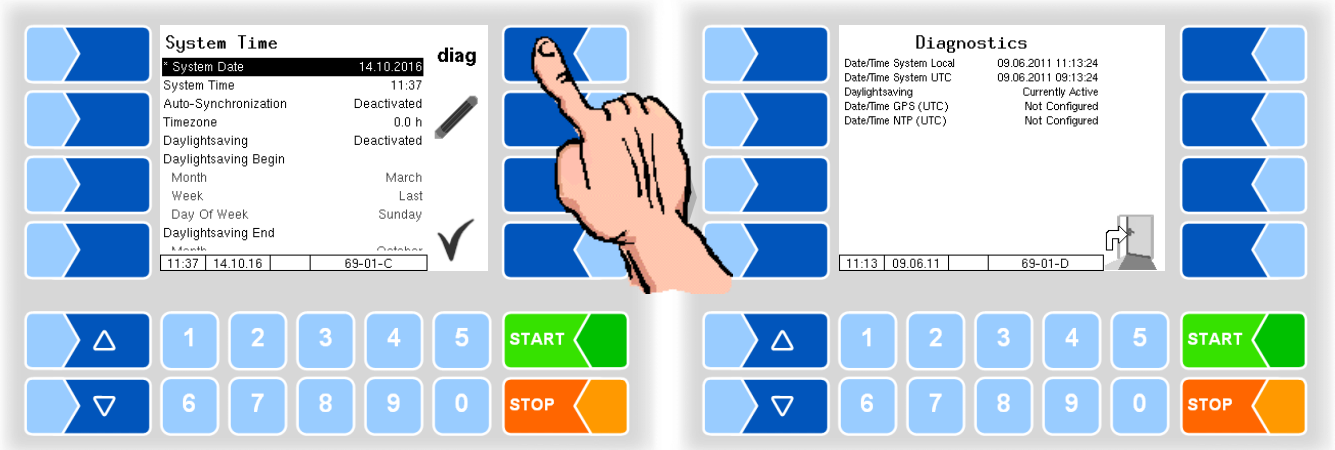 System Time
diag
* System Date 14.10.2016
System Time 11:37
Auto-Synchronization Deactivated
Timezone 0.0 h
Daylightsaving Deactivated
Daylightsaving Begin
Month March
Week Last
Day Of Week Sunday
Daylightsaving End
Month October
11:37 14.10.16 69-01-C
1 2 3 4 5 START
6 7 8 9 0 STOP
Diagnostics
Date/Time System Local 09.06.2011 11:13:24
Date/Time System UTC 09.06.2011 09:13:24
Daylightsaving Currently Active
Date/Time GPS (UTC) Not Configured
Date/Time NTP (UTC) Not Configured
11:13 09.06.11 69-01-D
1 2 3 4 5 START
6 7 8 9 0 STOP